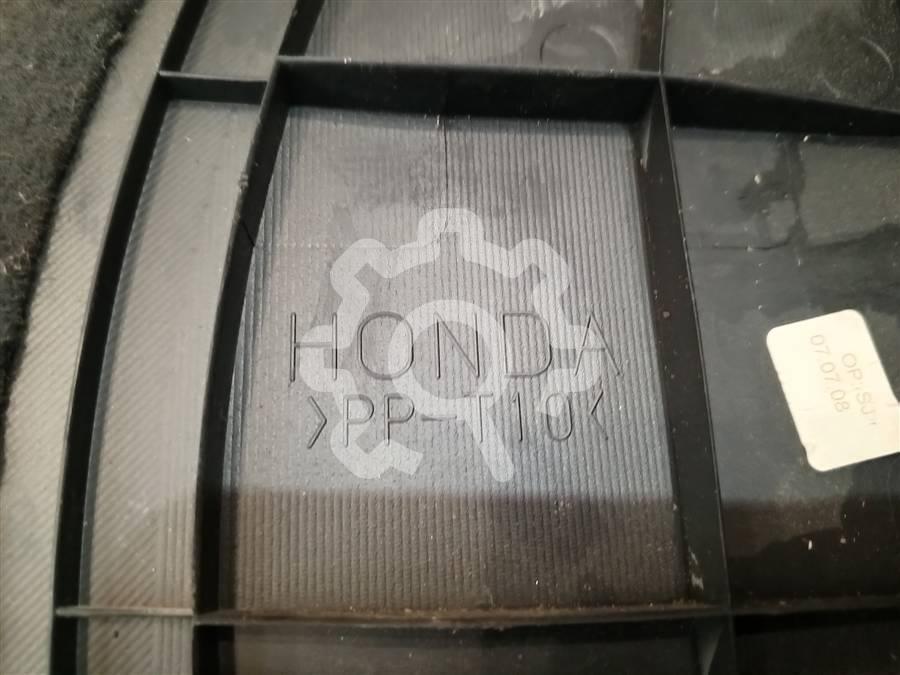 HONDA
>PP-T10<
OP:SJ"
07.07.08